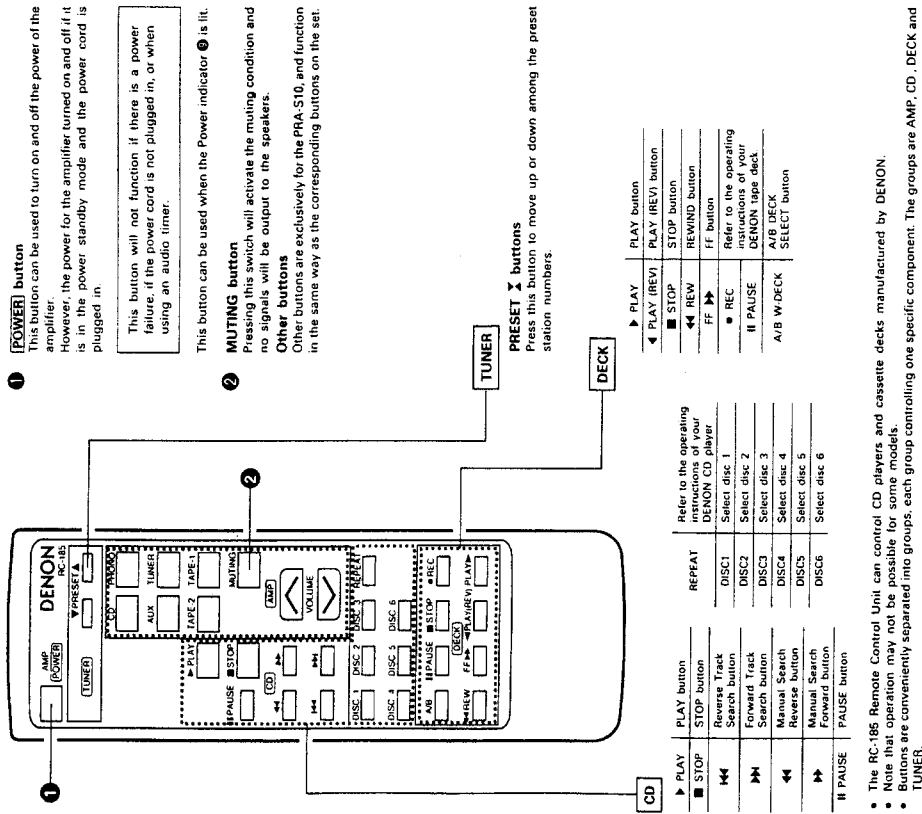 ❶ POWER button
This button can be used to turn on and off the power of the
amplifier.
However, the power for the amplifier turned on and off if it
is in the power standby mode and the power cord is
plugged in.
This button will not function if there is a power
failure, if the power cord is not plugged in, or when
using an audio timer.
This button can be used when the Power indicator ❾ is lit.
❷ MUTING button
Pressing this switch will activate the muting condition and
no signals will be output to the speakers.
Other buttons
Other buttons are exclusively for the PRA-S10, and function
in the same way as the corresponding buttons on the set.
❶
AMP
POWER
DENON
RC-185
TUNER
▼PRESET▲
CD PHONO
AUX TUNER
TAPE-2 TAPE-1
MUTING
❷
AMP
VOLUME
▶ PLAY
❙❙PAUSE ■STOP
CD
◀◀ ▶▶
I◀◀ ▶▶I
DISC 1 DISC 2 DISC 3 REPEAT
DISC 4 DISC 5 DISC 6
A/B ❙❙PAUSE ■STOP ●REC
DECK
◀◀REW FF▶▶ ◀PLAY(REV) PLAY▶
TUNER
PRESET buttons
Press this button to move up or down among the preset
station numbers.
DECK
▶ PLAY PLAY button
◀ PLAY (REV) PLAY (REV) button
■ STOP STOP button
◀◀ REW REWIND button
FF ▶▶ FF button
● REC Refer to the operating
❙❙ PAUSE instructions of your
DENON tape deck
A/B W-DECK A/B DECK
SELECT button
CD
▶ PLAY PLAY button
■ STOP STOP button
I◀◀ Reverse Track
Search button
▶▶I Forward Track
Search button
◀◀ Manual Search
Reverse button
▶▶ Manual Search
Forward button
❙❙ PAUSE PAUSE button
REPEAT Refer to the operating
instructions of your
DENON CD player
DISC1 Select disc 1
DISC2 Select disc 2
DISC3 Select disc 3
DISC4 Select disc 4
DISC5 Select disc 5
DISC6 Select disc 6
• The RC-185 Remote Control Unit can control CD players and cassette decks manufactured by DENON.
• Note that operation may not be possible for some models.
• Buttons are conveniently separated into groups, each group controlling one specific component. The groups are AMP, CD , DECK and
TUNER.